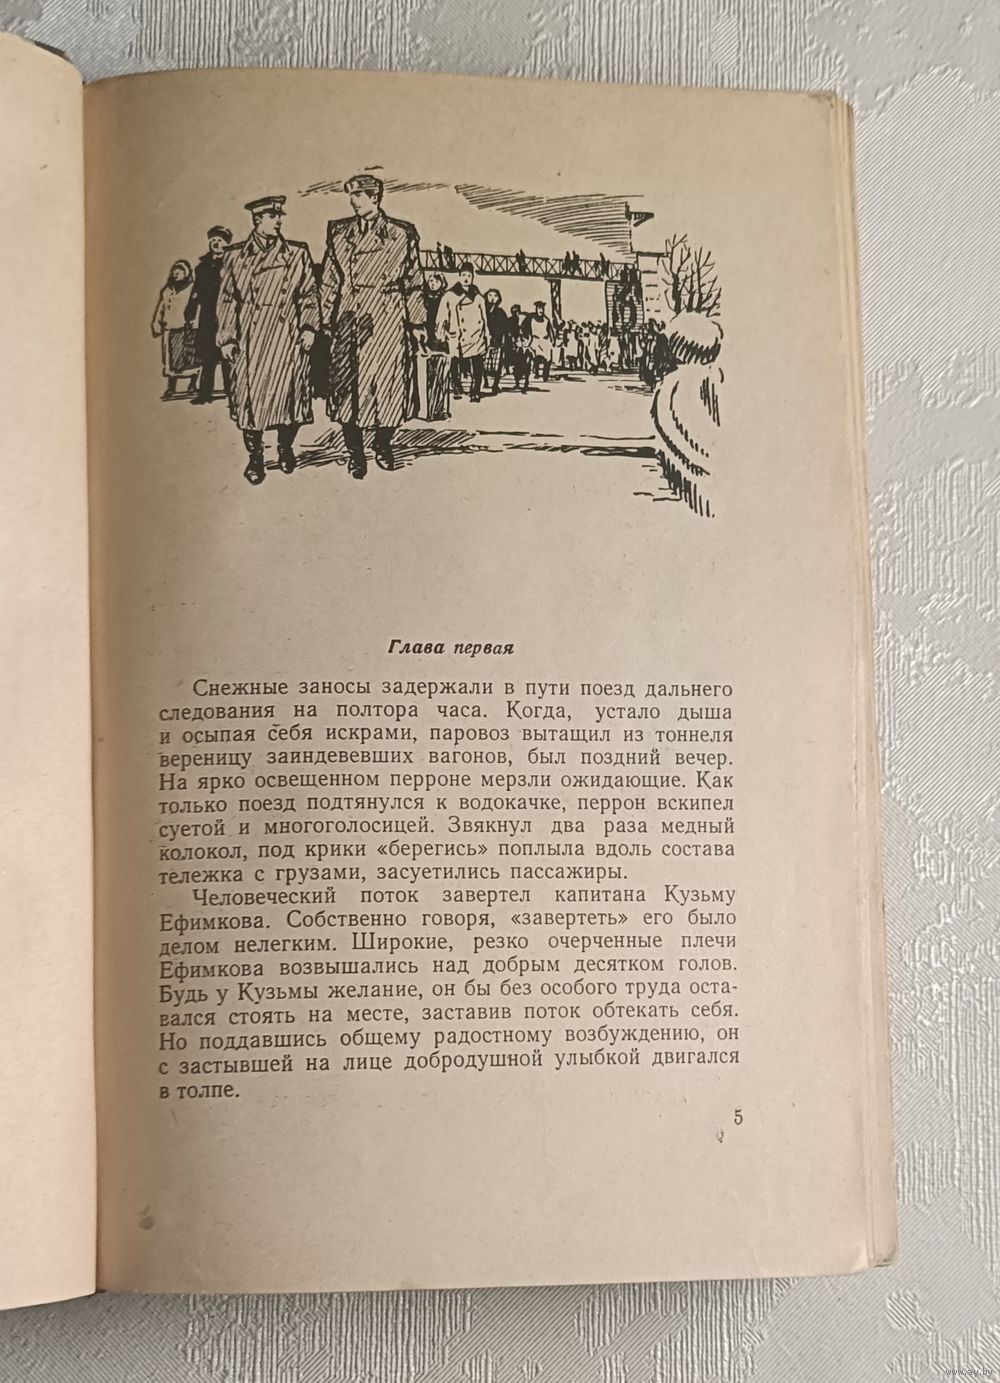 Глава первая
Снежные заносы задержали в пути поезд дальнего
следования на полтора часа. Когда, устало дыша
и осыпая себя искрами, паровоз вытащил из тоннеля
вереницу заиндевевших вагонов, был поздний вечер.
На ярко освещенном перроне мерзли ожидающие. Как
только поезд подтянулся к водокачке, перрон вскипел
суетой и многоголосицей. Звякнул два раза медный
колокол, под крики «берегись» поплыла вдоль состава
тележка с грузами, засуетились пассажиры.
Человеческий поток завертел капитана Кузьму
Ефимкова. Собственно говоря, «завертеть» его было
делом нелегким. Широкие, резко очерченные плечи
Ефимкова возвышались над добрым десятком голов.
Будь у Кузьмы желание, он бы без особого труда оста-
вался стоять на месте, заставив поток обтекать себя.
Но поддавшись общему радостному возбуждению, он
с застывшей на лице добродушной улыбкой двигался
в толпе.
5
www.ay.by